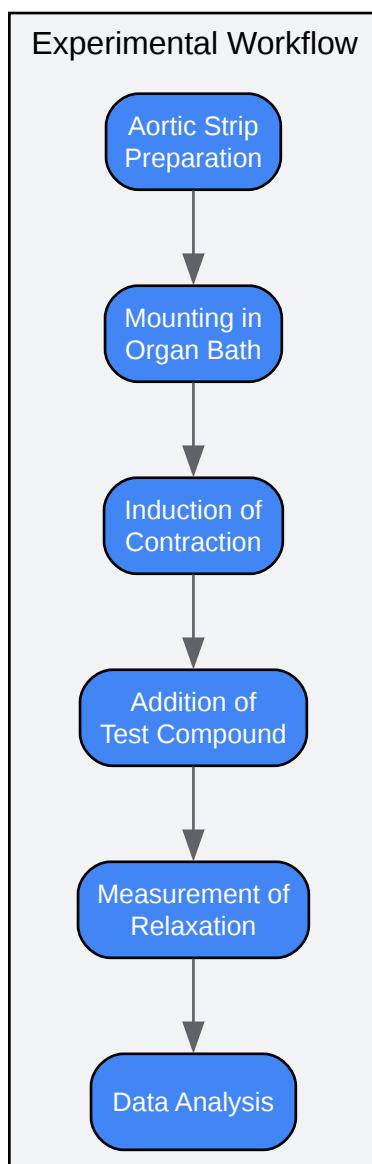 Experimental Workflow
Aortic Strip
Preparation
Mounting in
Organ Bath
Induction of
Contraction
Addition of
Test Compound
Measurement of
Relaxation
Data Analysis